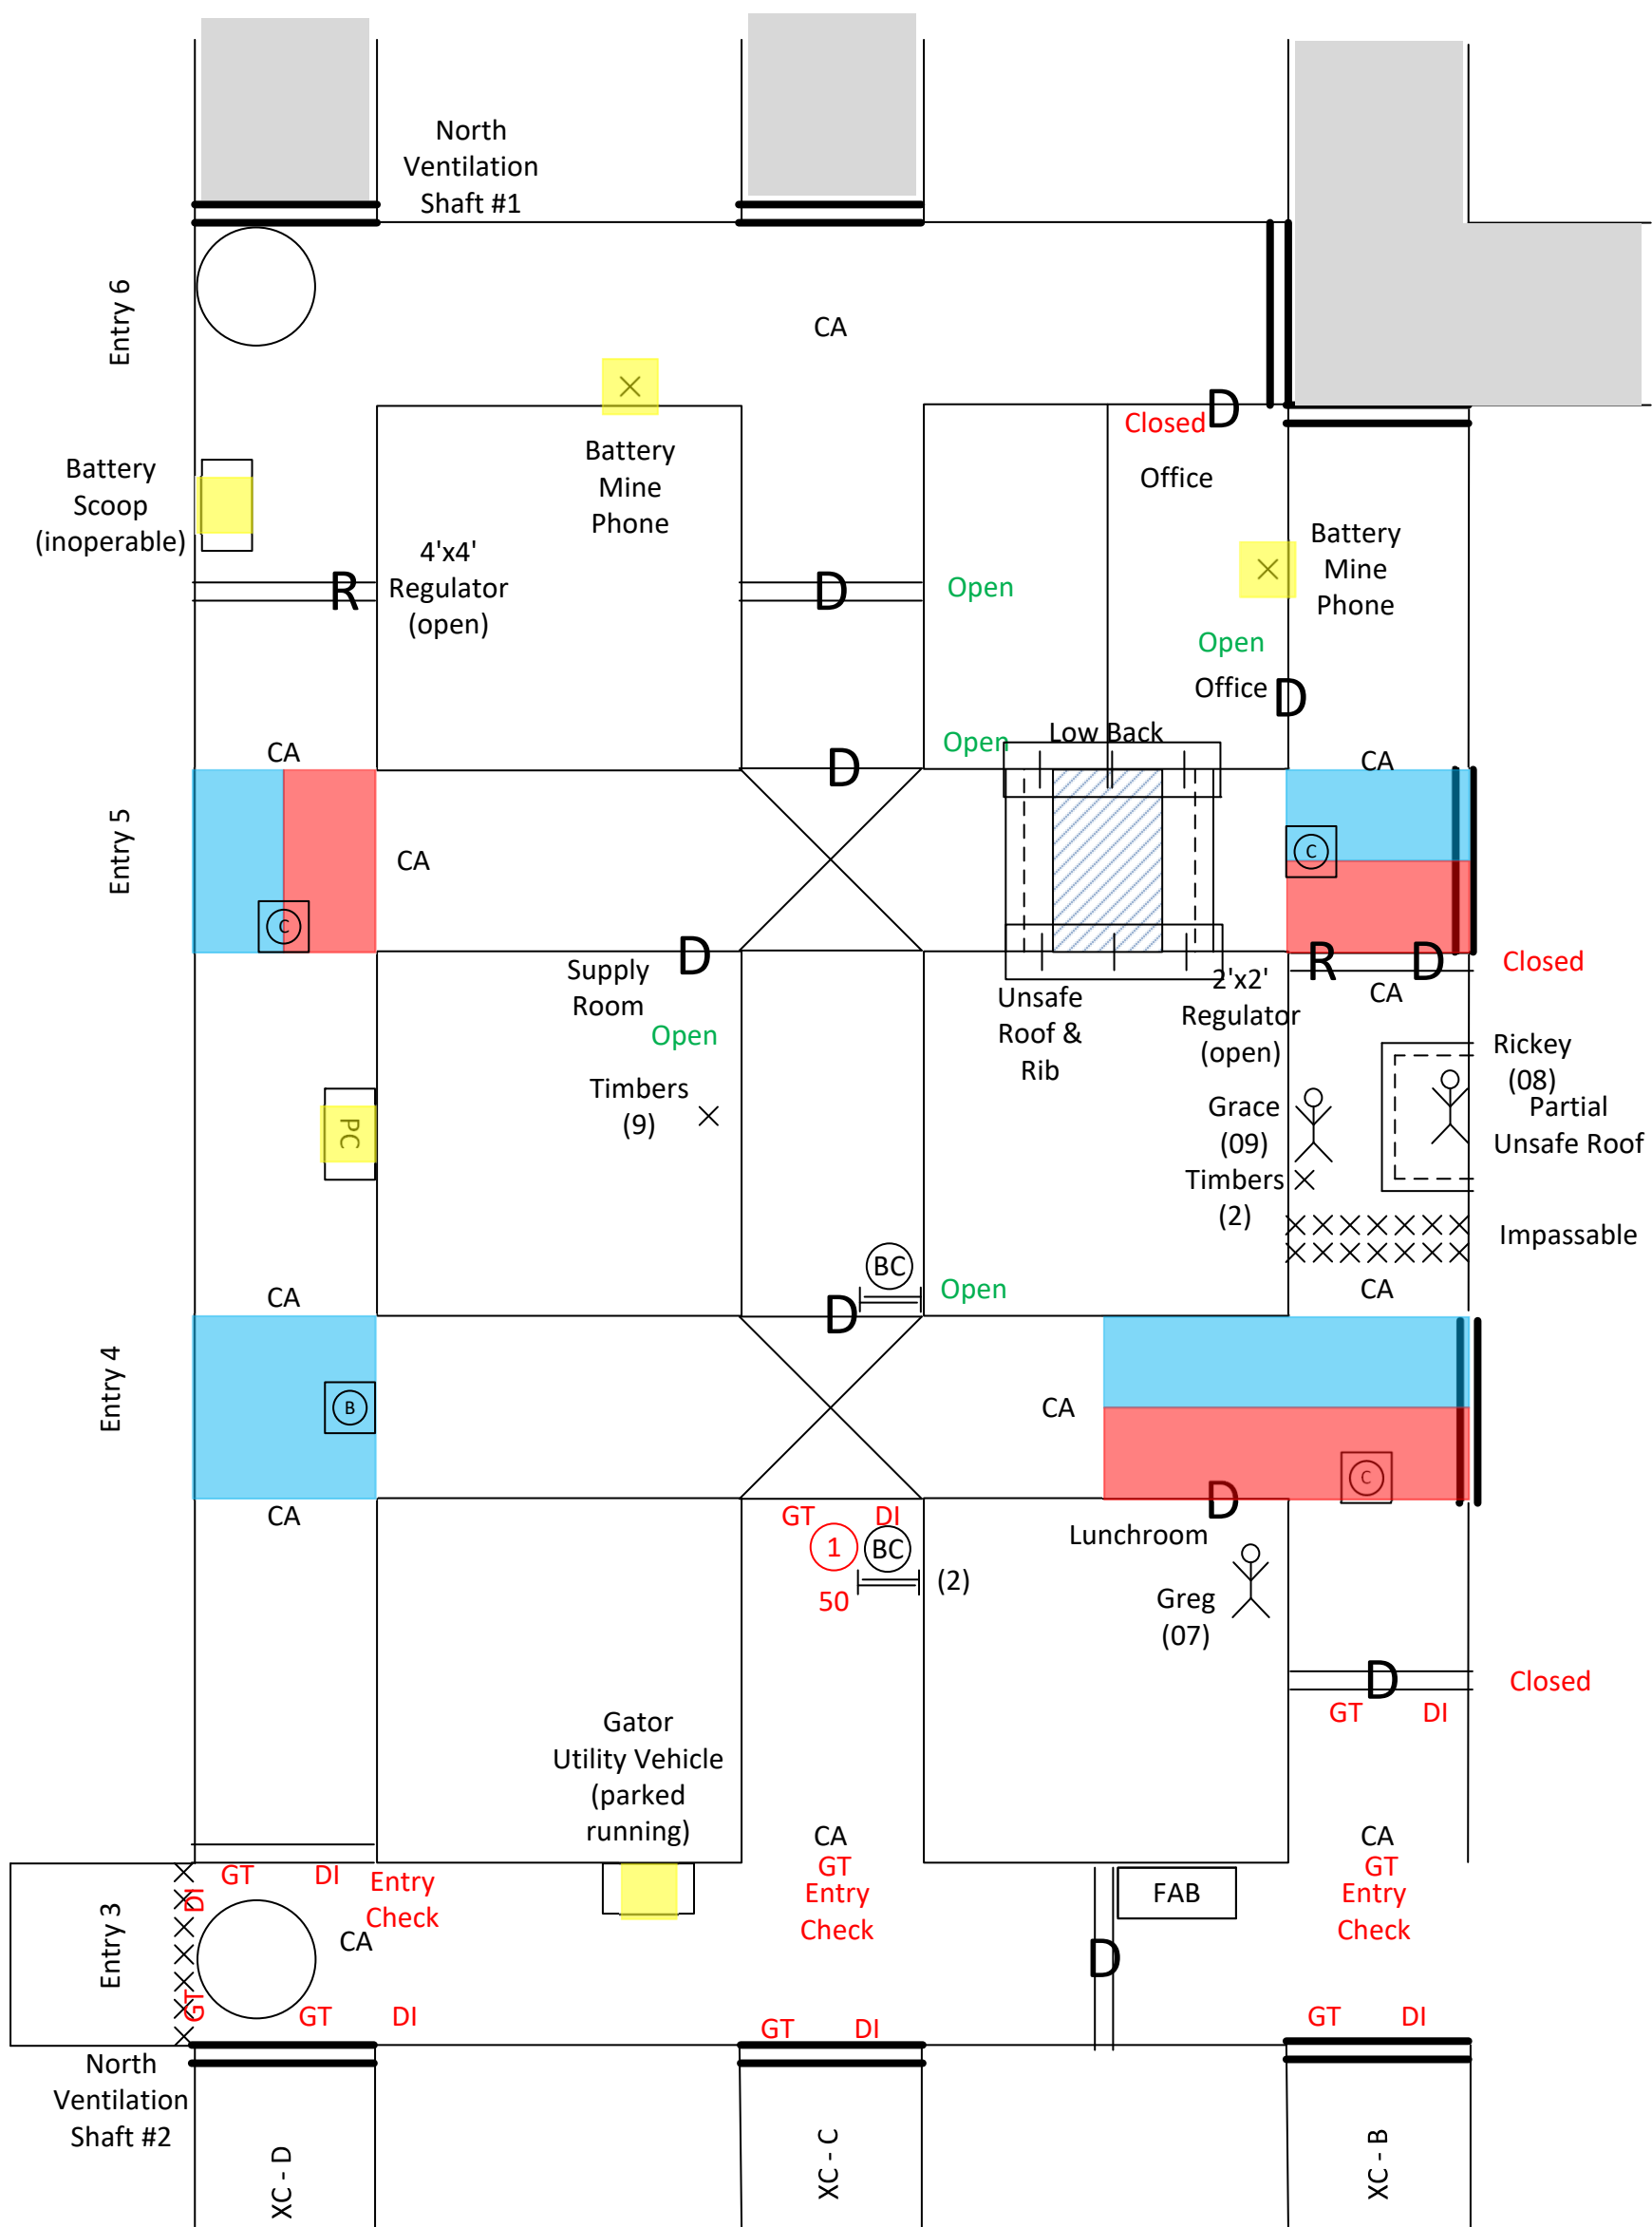 North
Ventilation
Shaft #1
Entry 6
CA
Closed
D
Office
Battery
Mine
Phone
Battery
Scoop
(inoperable)
4'x4'
Regulator
(open)
R
D
Open
Battery
Mine
Phone
Open
Office
D
CA
D
Open
Low Back
CA
Entry 5
CA
C
C
Supply
Room
D
Open
Timbers
(9)
Unsafe
Roof &
Rib
2'x2'
Regulator
(open)
R
D
Closed
CA
Rickey
(08)
Partial
Unsafe Roof
Grace
(09)
Timbers
(2)
PC
Impassable
BC
D
Open
CA
CA
Entry 4
B
CA
C
CA
GT
DI
1
BC
50
(2)
D
Lunchroom
Greg
(07)
D
Closed
GT
DI
Gator
Utility Vehicle
(parked
running)
CA
GT
Entry
Check
CA
GT
Entry
Check
GT
DI
Entry
Check
CA
DI
GT
Entry 3
FAB
D
GT
DI
GT
DI
GT
DI
North
Ventilation
Shaft #2
XC - D
XC - C
XC - B